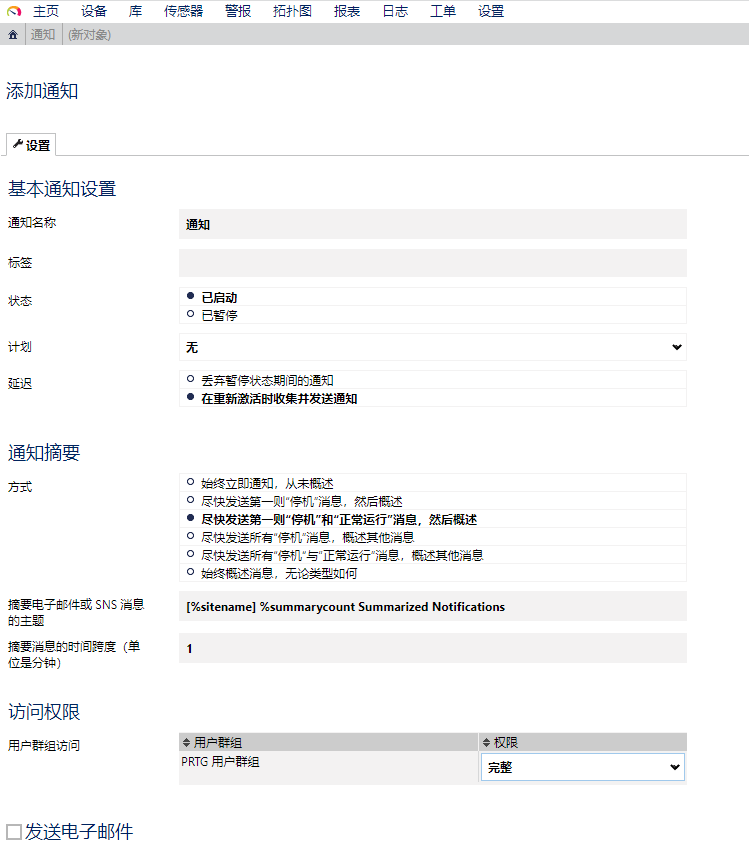 主页 设备 库 传感器 警报 拓扑图 报表 日志 工单 设置
通知 (新对象)
添加通知
设置
基本通知设置
通知名称 通知
标签
状态 已启动
已暂停
计划 无
延迟 丢弃暂停状态期间的通知
在重新激活时收集并发送通知
通知摘要
方式 始终立即通知，从未概述
尽快发送第一则“停机”消息，然后概述
尽快发送第一则“停机”和“正常运行”消息，然后概述
尽快发送所有“停机”消息，概述其他消息
尽快发送所有“停机”与“正常运行”消息，概述其他消息
始终概述消息，无论类型如何
摘要电子邮件或 SNS 消息 [%sitename] %summarycount Summarized Notifications
的主题
摘要消息的时间跨度（单 1
位是分钟）
访问权限
用户群组访问 用户群组 权限
PRTG 用户群组 完整
发送电子邮件